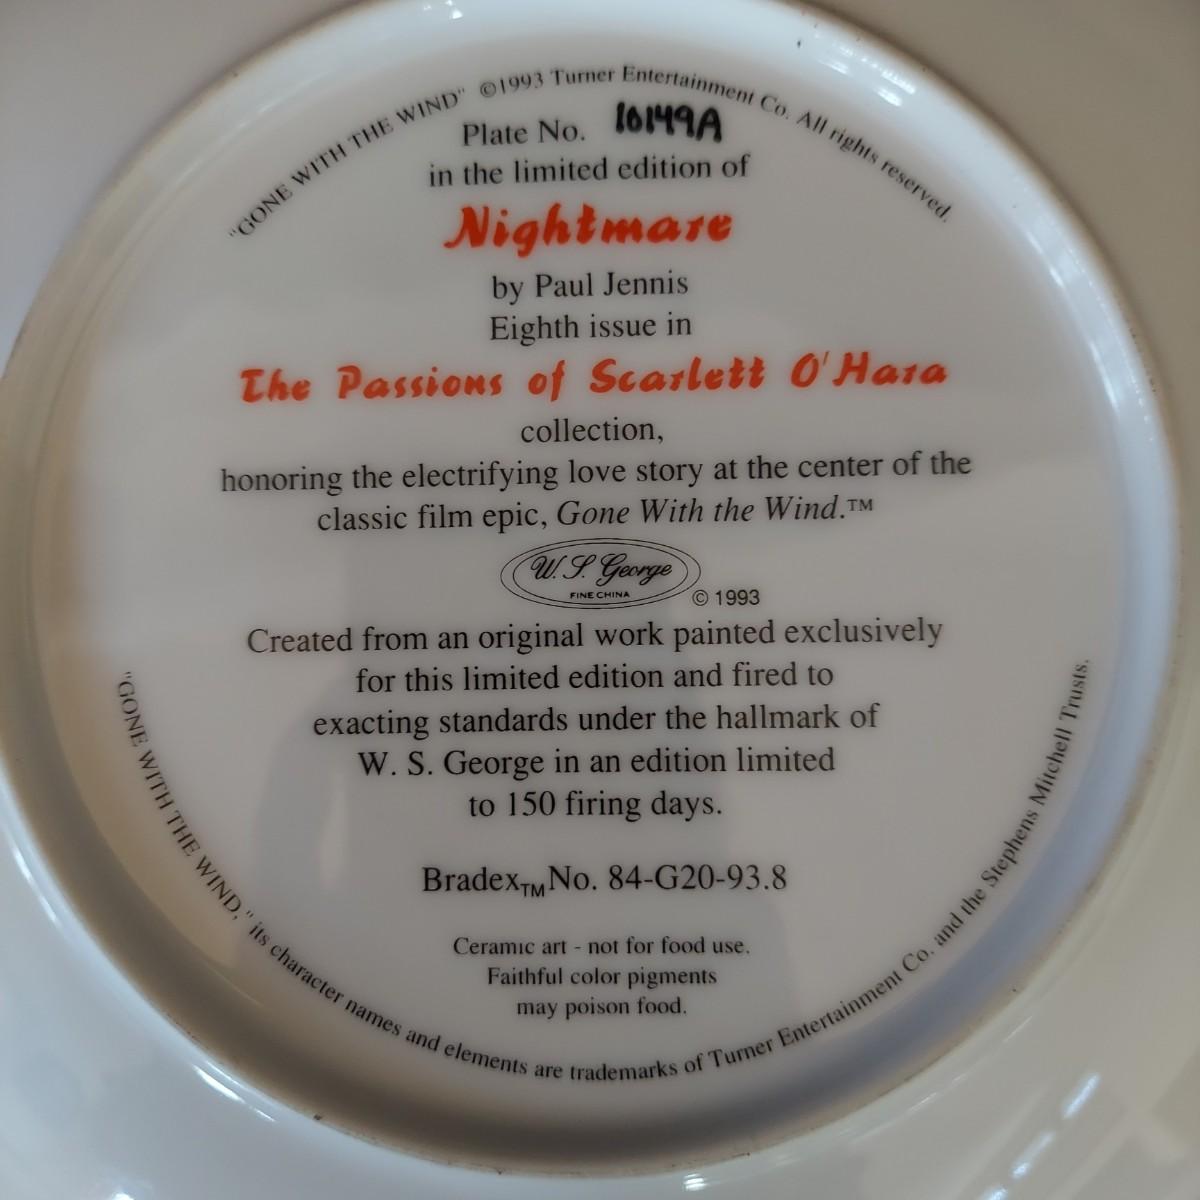 "GONE WITH THE WIND" ©1993 Turner Entertainment Co. All rights reserved.
Plate No. 10149A
in the limited edition of
Nightmare
by Paul Jennis
Eighth issue in
The Passions of Scarlett O'Hara
collection,
honoring the electrifying love story at the center of the
classic film epic, Gone With the Wind.™
W. S. George
FINE CHINA
© 1993
Created from an original work painted exclusively
for this limited edition and fired to
exacting standards under the hallmark of
W. S. George in an edition limited
to 150 firing days.
Bradex™ No. 84-G20-93.8
Ceramic art - not for food use.
Faithful color pigments
may poison food.
"GONE WITH THE WIND," its character names and elements are trademarks of Turner Entertainment Co. and the Stephens Mitchell Trusts.